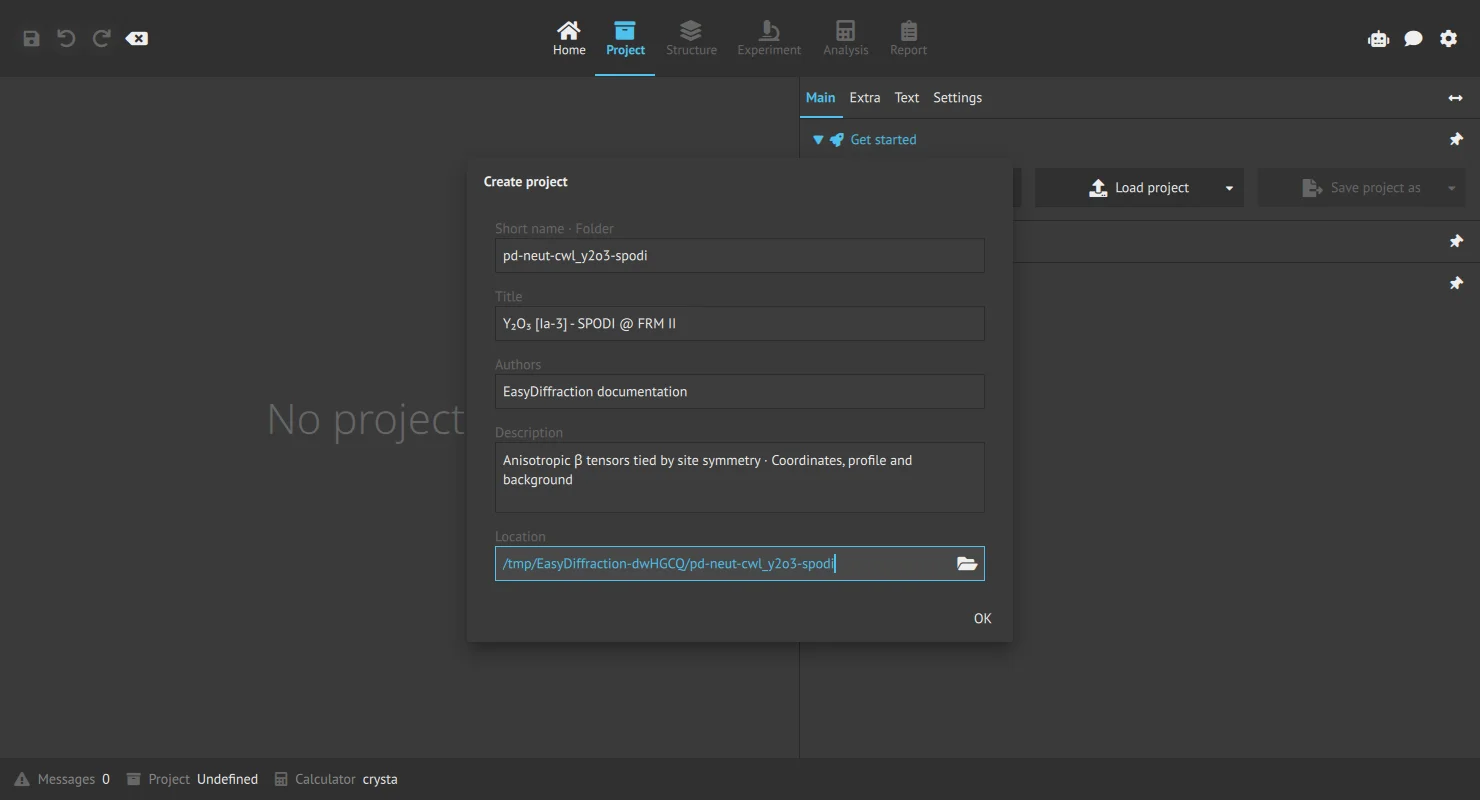 Home
Project
Structure
Experiment
Analysis
Report
Main
Extra
Text
Settings
Get started
Load project
Save project as
No project
Create project
Short name · Folder
pd-neut-cwl_y2o3-spodi
Title
Y₂O₃ [Ia-3] - SPODI @ FRM II
Authors
EasyDiffraction documentation
Description
Anisotropic β tensors tied by site symmetry · Coordinates, profile and
background
Location
/tmp/EasyDiffraction-dwHGCQ/pd-neut-cwl_y2o3-spodi
OK
Messages 0
Project Undefined
Calculator crysta